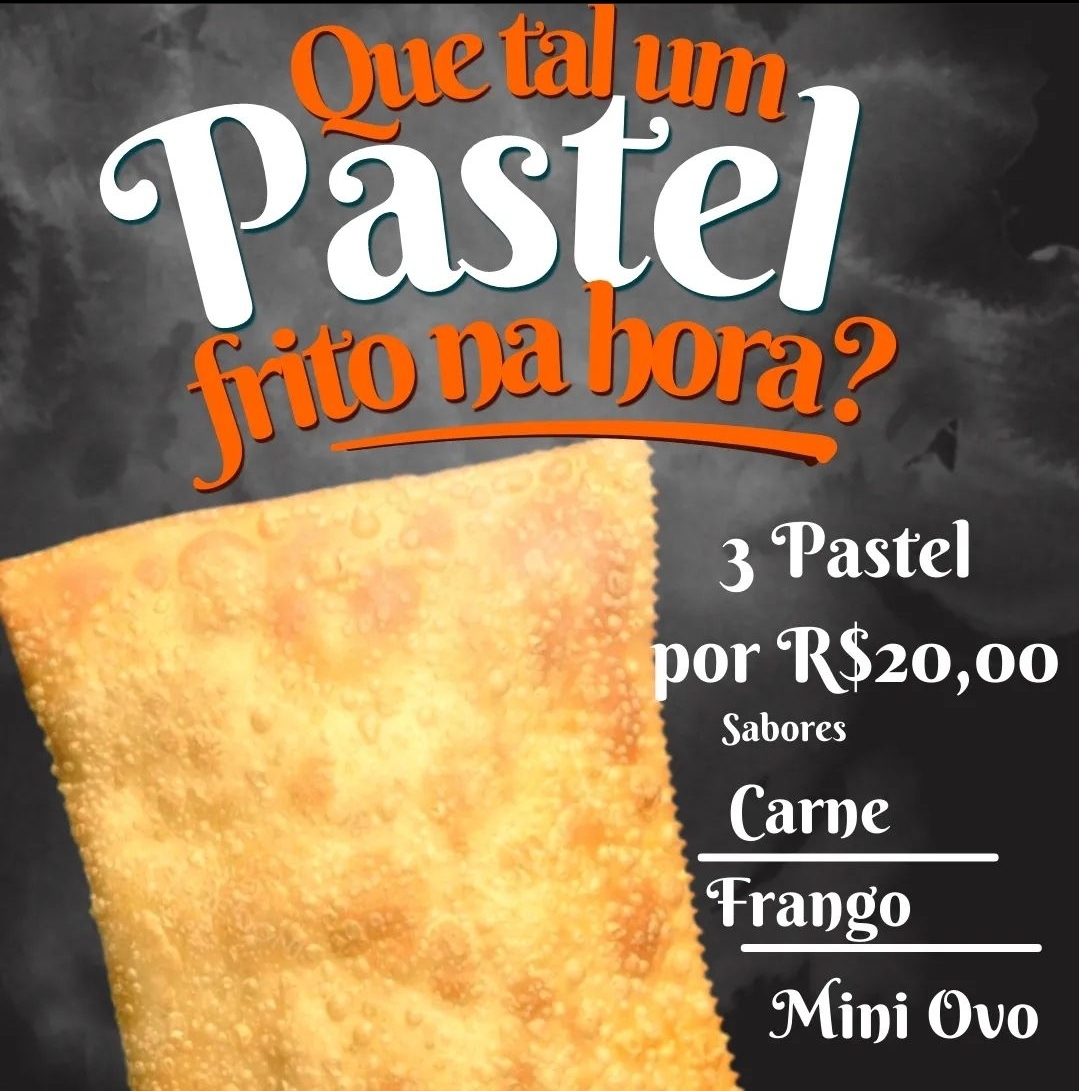 Que tal um
Pastel
frito na hora?
3 Pastel
por R$20,00
Sabores
Carne
Frango
Mini Ovo